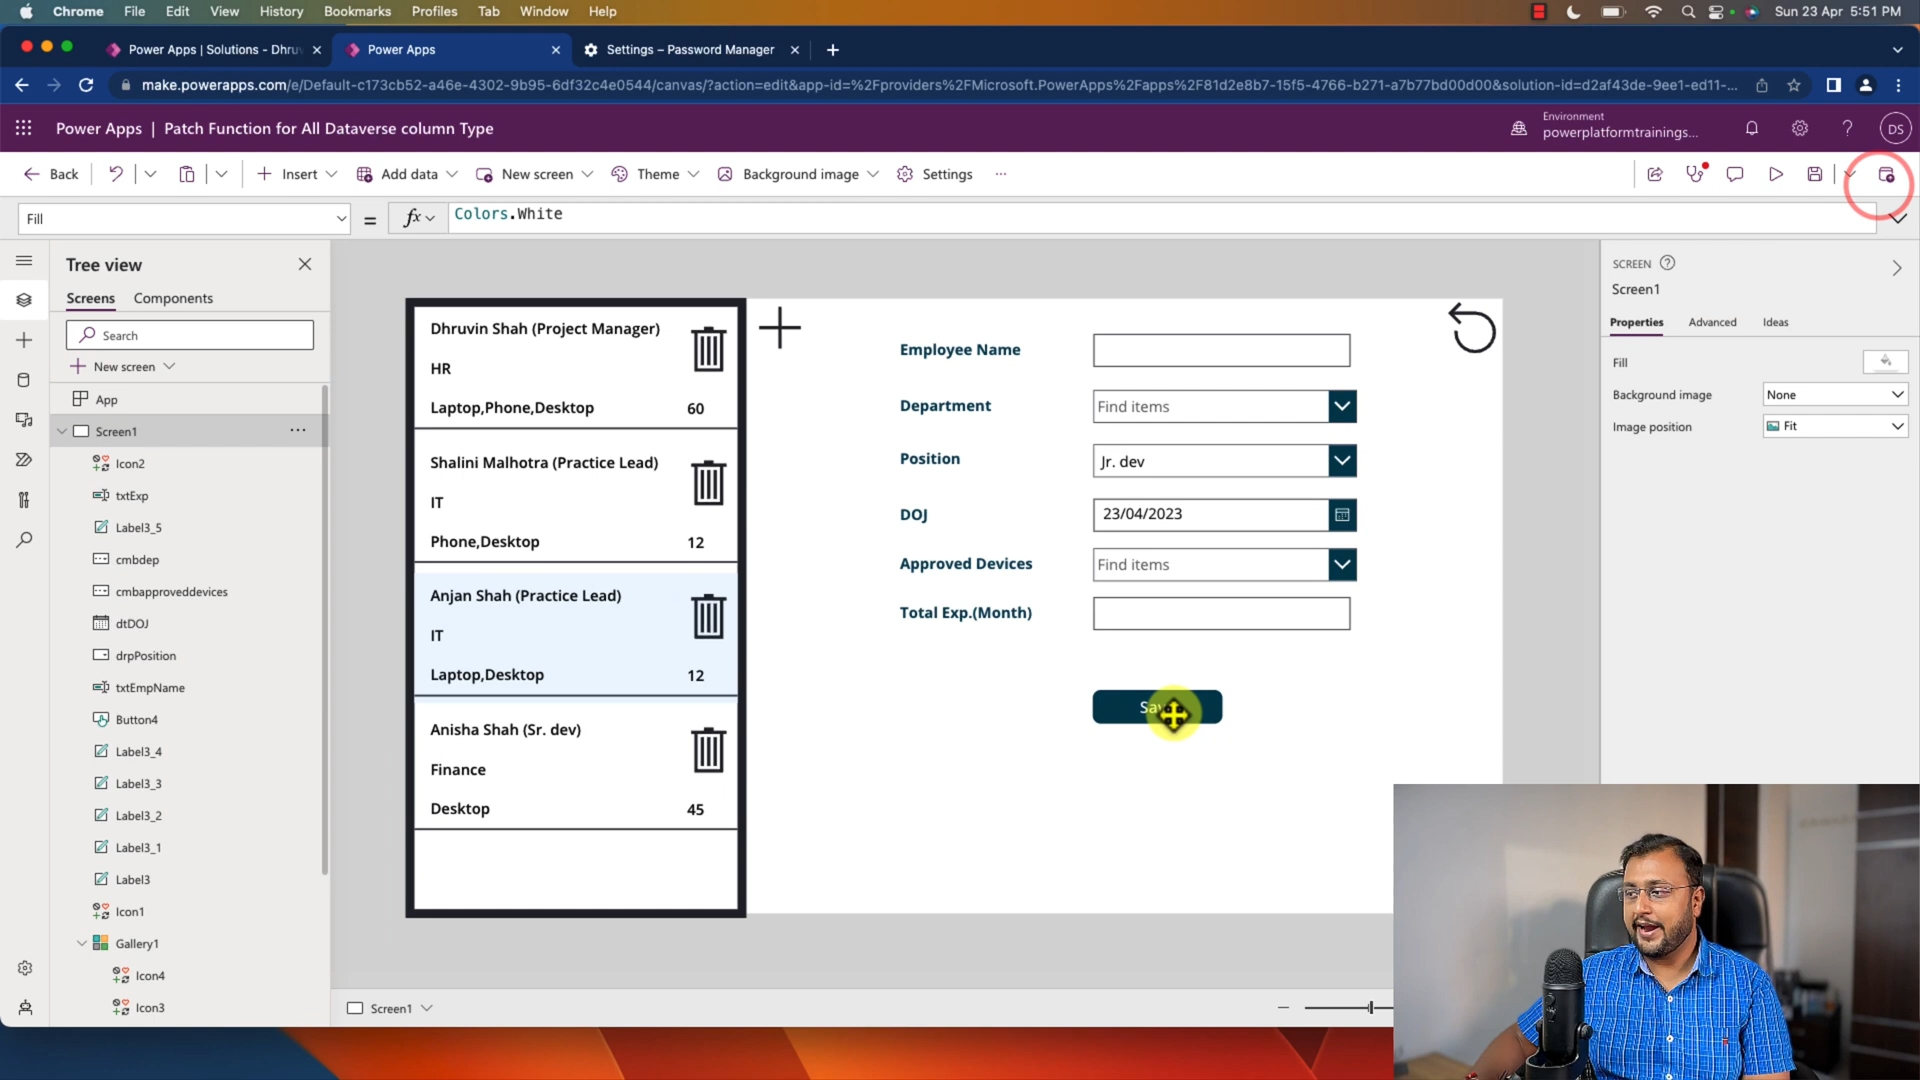 Chrome File Edit View History Bookmarks Profiles Tab Window Help Sun 23 Apr 5:51 PM
Power Apps | Solutions - Dhruv Power Apps Settings – Password Manager
make.powerapps.com/e/Default-c173cb52-a46e-4302-9b95-6df32c4e0544/canvas/?action=edit&app-id=%2Fproviders%2FMicrosoft.PowerApps%2Fapps%2F81d2e8b7-15f5-4766-b271-a7b77bd00d00&solution-id=d2af43de-9ee1-ed11-...
Power Apps | Patch Function for All Dataverse column Type
Environment
powerplatformtrainings...
DS
Back Insert Add data New screen Theme Background image Settings ...
Fill = fx Colors.White
Tree view
Screens Components
Search
New screen
App
Screen1
Icon2
txtExp
Label3_5
cmbdep
cmbapproveddevices
dtDOJ
drpPosition
txtEmpName
Button4
Label3_4
Label3_3
Label3_2
Label3_1
Label3
Icon1
Gallery1
Icon4
Icon3
Dhruvin Shah (Project Manager)
HR
Laptop,Phone,Desktop 60
Shalini Malhotra (Practice Lead)
IT
Phone,Desktop 12
Anjan Shah (Practice Lead)
IT
Laptop,Desktop 12
Anisha Shah (Sr. dev)
Finance
Desktop 45
Employee Name
Department Find items
Position Jr. dev
DOJ 23/04/2023
Approved Devices Find items
Total Exp.(Month)
SCREEN
Screen1
Properties Advanced Ideas
Fill
Background image None
Image position Fit
Screen1